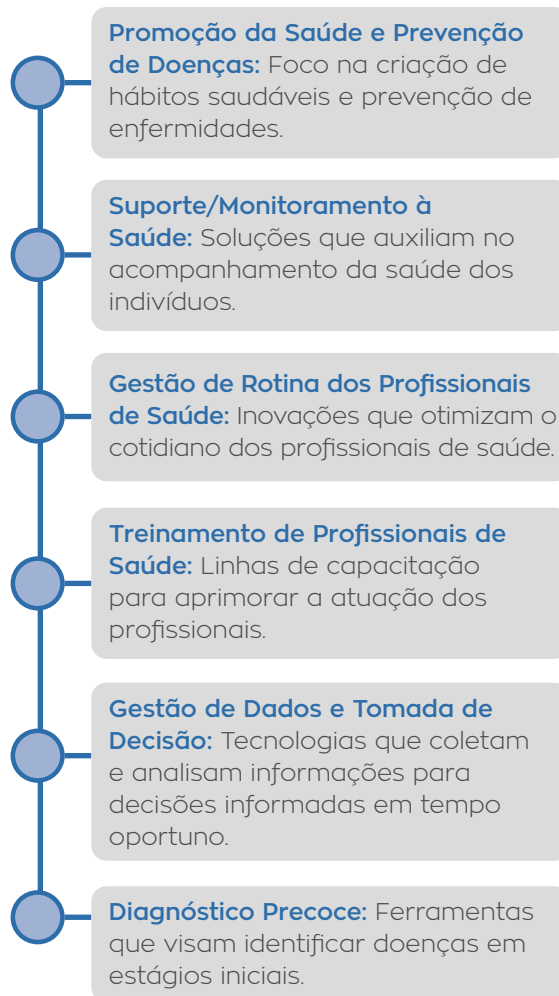 Promoção da Saúde e Prevenção
de Doenças: Foco na criação de
hábitos saudáveis e prevenção de
enfermidades.
Suporte/Monitoramento à
Saúde: Soluções que auxiliam no
acompanhamento da saúde dos
indivíduos.
Gestão de Rotina dos Profissionais
de Saúde: Inovações que otimizam o
cotidiano dos profissionais de saúde.
Treinamento de Profissionais de
Saúde: Linhas de capacitação
para aprimorar a atuação dos
profissionais.
Gestão de Dados e Tomada de
Decisão: Tecnologias que coletam
e analisam informações para
decisões informadas em tempo
oportuno.
Diagnóstico Precoce: Ferramentas
que visam identificar doenças em
estágios iniciais.